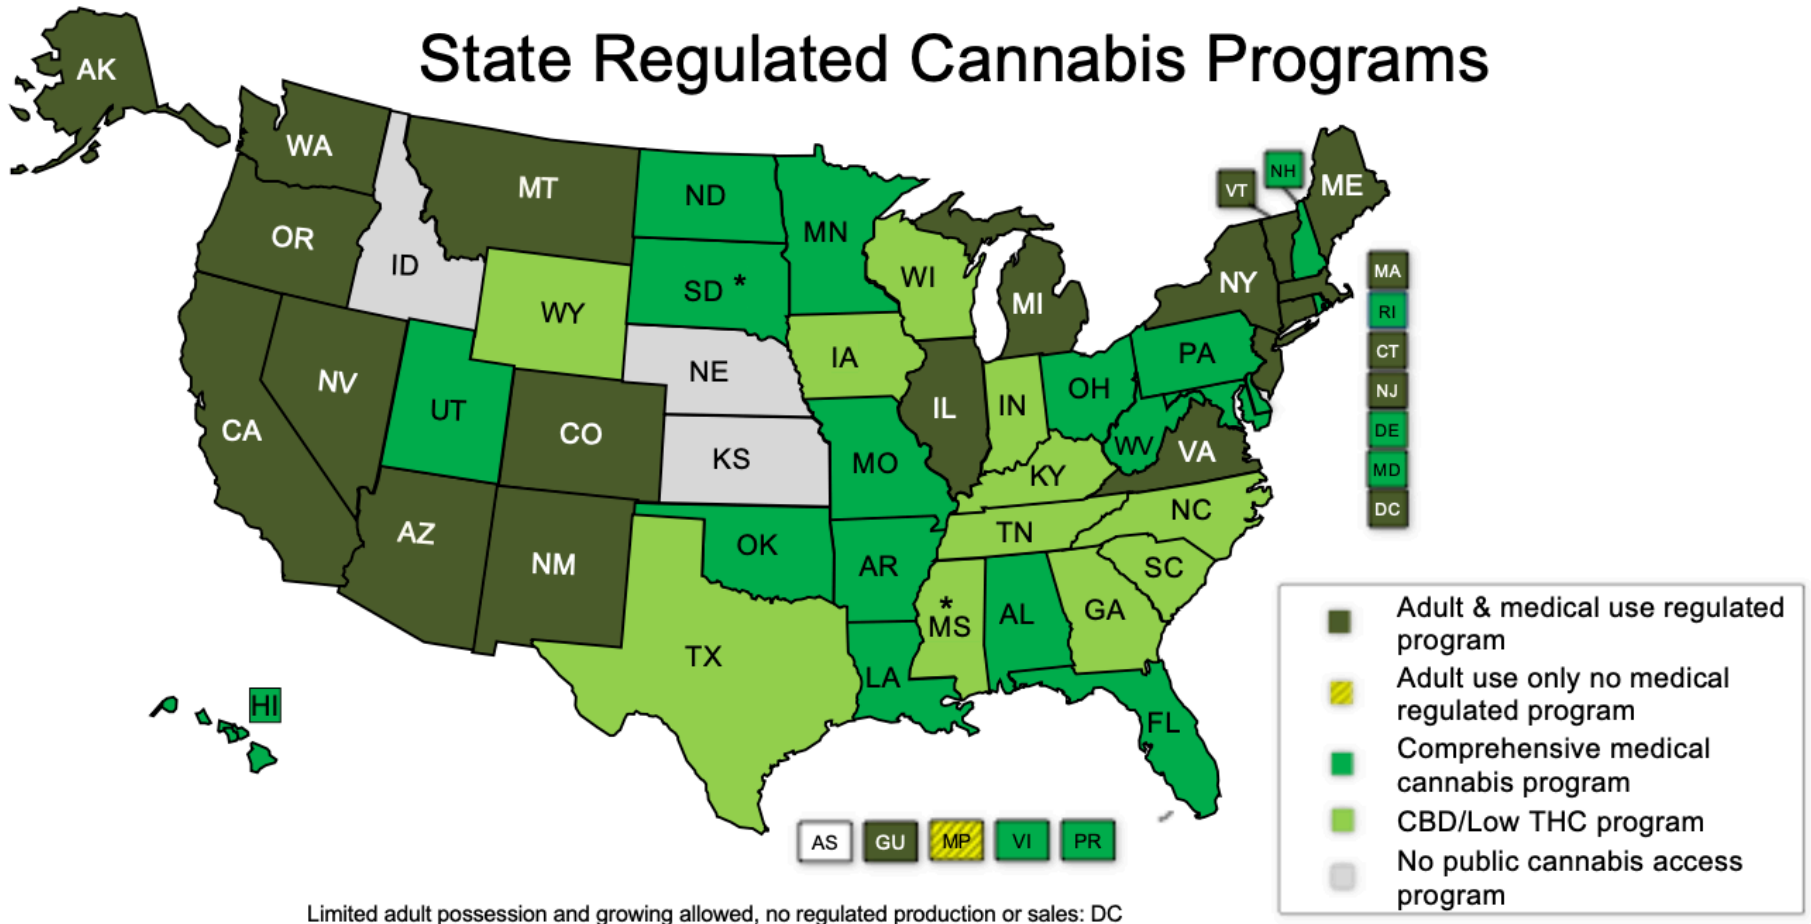 State Regulated Cannabis Programs
AK
WA
MT
ND
MN
VT
NH
ME
OR
ID
SD *
WI
MI
NY
MA
RI
WY
CT
NE
IA
PA
NJ
NV
UT
CO
IL
IN
OH
DE
CA
KS
MO
WV
VA
MD
KY
DC
AZ
NM
OK
AR
TN
NC
SC
*
MS
AL
GA
TX
LA
HI
FL
AS
GU
MP
VI
PR
Adult & medical use regulated
program
Adult use only no medical
regulated program
Comprehensive medical
cannabis program
CBD/Low THC program
No public cannabis access
program
Limited adult possession and growing allowed, no regulated production or sales: DC